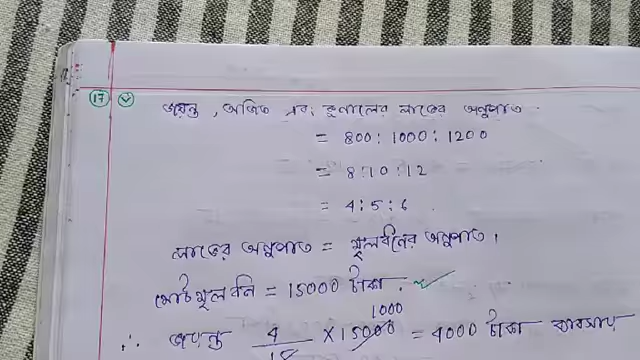 (17) জয়ন্ত, অজিত এবং কুনালের লাভের অনুপাত
= 800 : 1000 : 1200
= 8 : 10 : 12
= 4 : 5 : 6
লাভের অনুপাত = মূলধনের অনুপাত।
মোট মূলধন = 15000 টাকা.
1000
∴ জয়ন্ত 4/15 × 15000 = 4000 টাকা